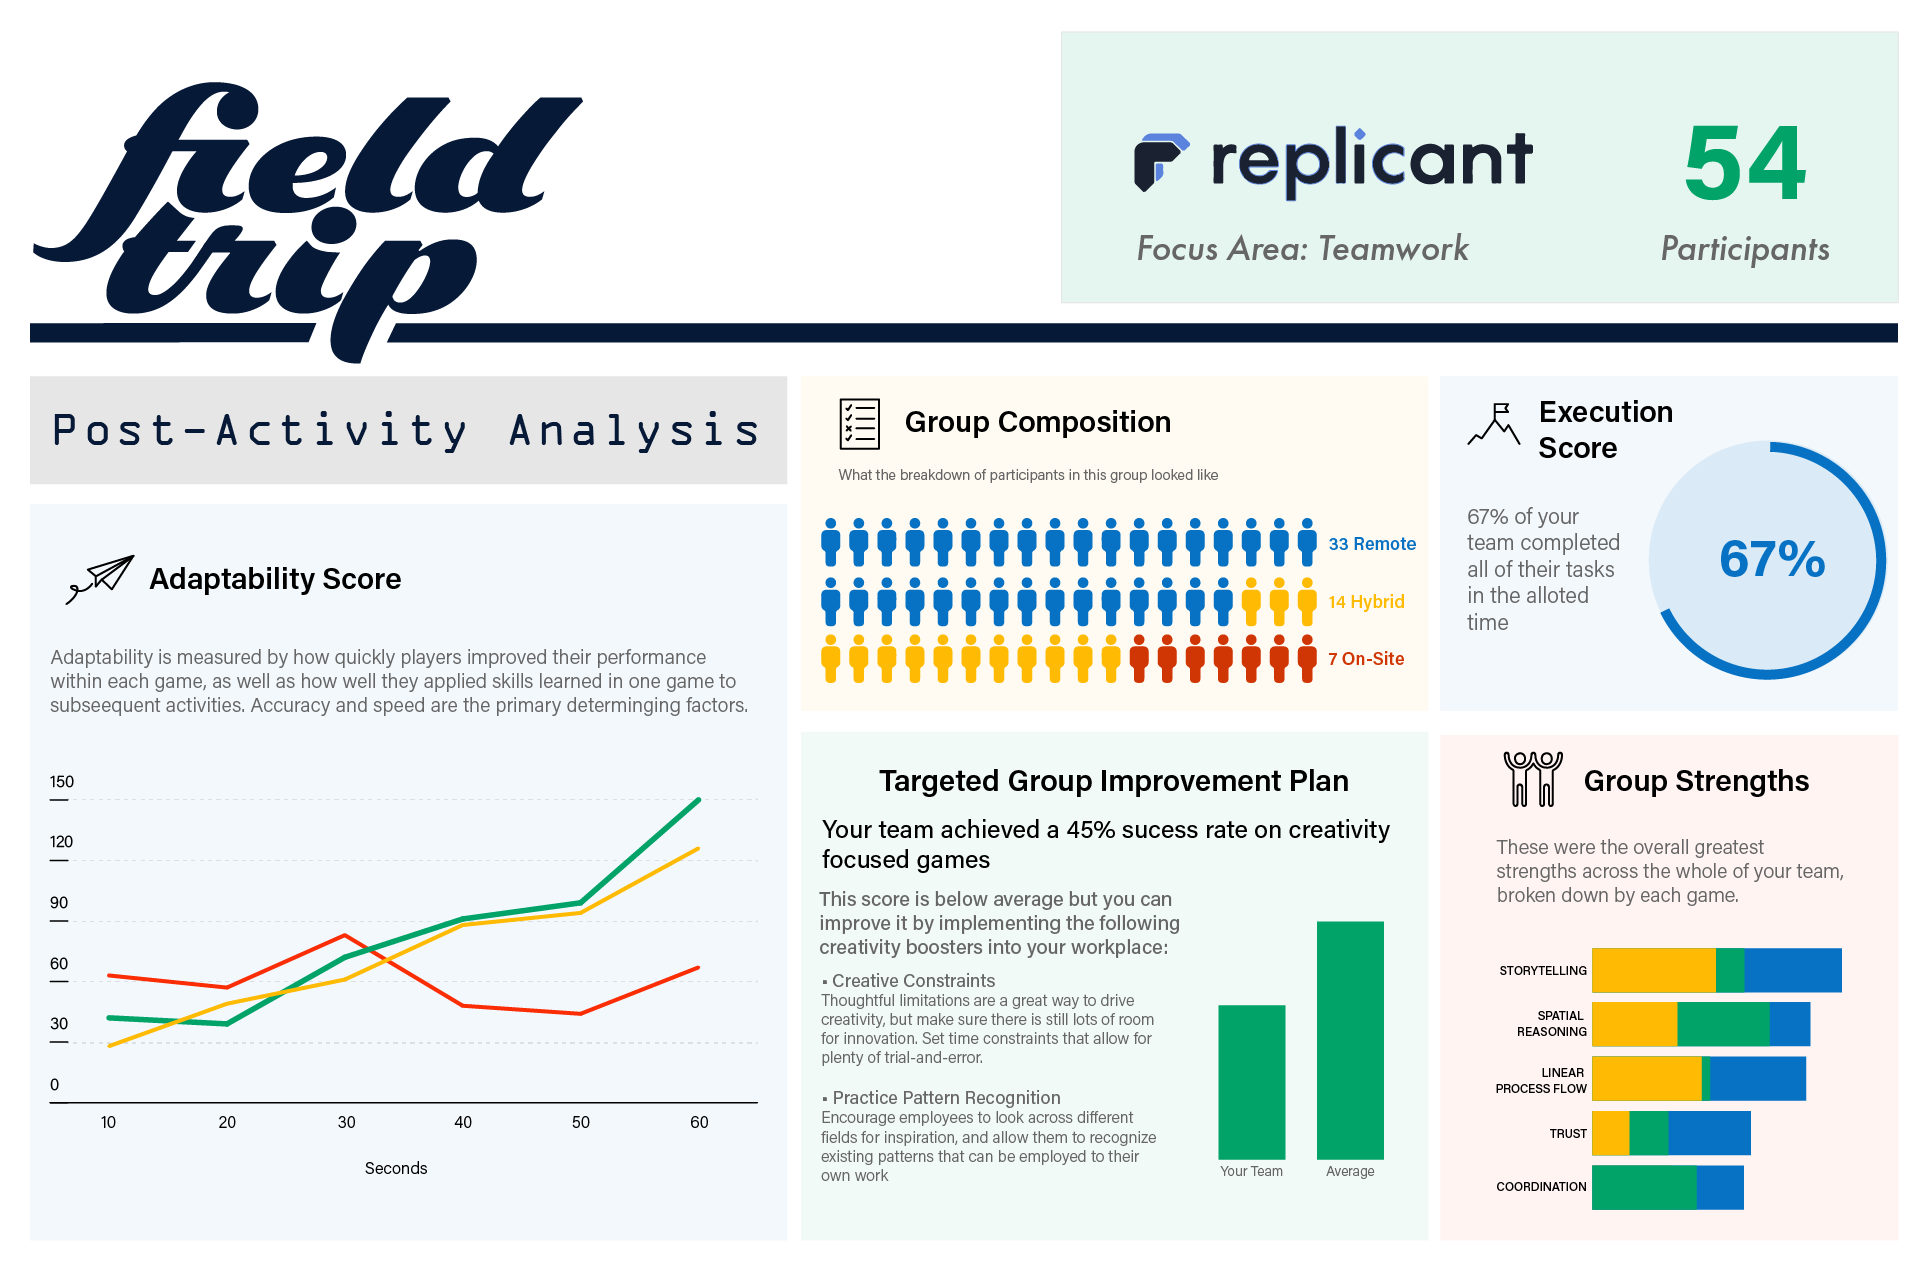 field
trip
replicant
54
Focus Area: Teamwork
Participants
Post-Activity Analysis
Adaptability Score
Adaptability is measured by how quickly players improved their performance
within each game, as well as how well they applied skills learned in one game to
subseequent activities. Accuracy and speed are the primary determinging factors.
150
120
90
60
30
0
10 20 30 40 50 60
Seconds
Group Composition
What the breakdown of participants in this group looked like
33 Remote
14 Hybrid
7 On-Site
Execution
Score
67% of your
team completed
all of their tasks
in the alloted
time
67%
Targeted Group Improvement Plan
Your team achieved a 45% sucess rate on creativity
focused games
This score is below average but you can
improve it by implementing the following
creativity boosters into your workplace:
• Creative Constraints
Thoughtful limitations are a great way to drive
creativity, but make sure there is still lots of room
for innovation. Set time constraints that allow for
plenty of trial-and-error.
• Practice Pattern Recognition
Encourage employees to look across different
fields for inspiration, and allow them to recognize
existing patterns that can be employed to their
own work
Your Team
Average
Group Strengths
These were the overall greatest
strengths across the whole of your team,
broken down by each game.
STORYTELLING
SPATIAL
REASONING
LINEAR
PROCESS FLOW
TRUST
COORDINATION